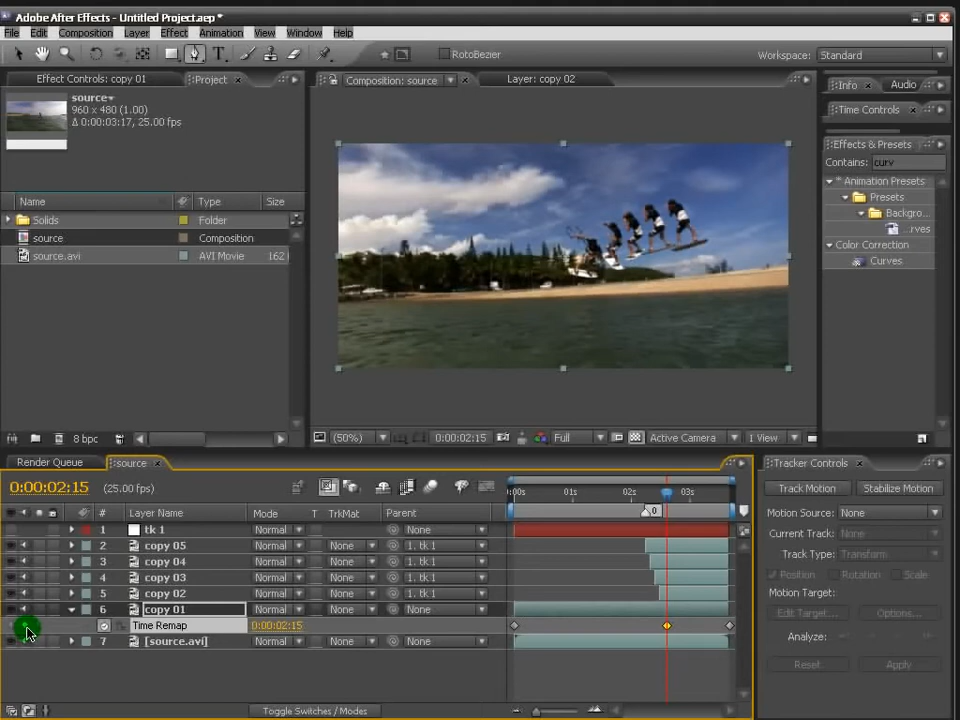 Adobe After Effects - Untitled Project.aep *
File Edit Composition Layer Effect Animation View Window Help
RotoBezier Workspace: Standard
Effect Controls: copy 01 Project
source
960 x 480 (1.00)
Δ 0:00:03:17, 25.00 fps
Name Type Size
Solids Folder
source Composition
source.avi AVI Movie 162
8 bpc
Composition: source Layer: copy 02
(50%) 0:00:02:15 Full Active Camera 1 View
Info Audio
Time Controls
Effects & Presets
Contains: curv
* Animation Presets
Presets
Backgro...
...rves
Color Correction
Curves
Render Queue source
0:00:02:15 (25.00 fps)
:00s 01s 02s 03s
0
# Layer Name Mode T TrkMat Parent
1 tk 1 Normal None
2 copy 05 Normal None 1. tk 1
3 copy 04 Normal None 1. tk 1
4 copy 03 Normal None 1. tk 1
5 copy 02 Normal None 1. tk 1
6 copy 01 Normal None None
Time Remap 0:00:02:15
7 [source.avi] Normal None None
Toggle Switches / Modes
Tracker Controls
Track Motion Stabilize Motion
Motion Source: None
Current Track: None
Track Type: Transform
Position Rotation Scale
Motion Target:
Edit Target... Options...
Analyze:
Reset Apply